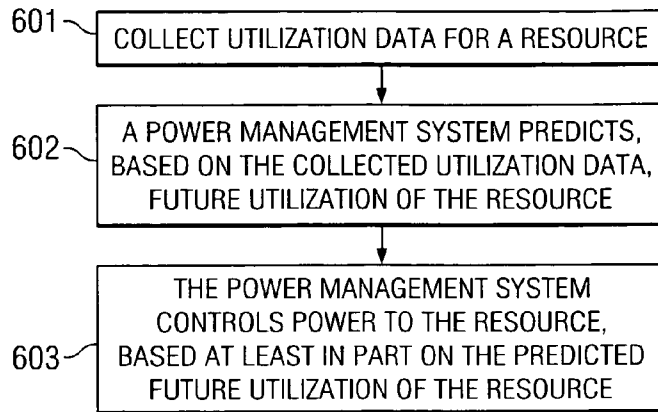 601
COLLECT UTILIZATION DATA FOR A RESOURCE
602
A POWER MANAGEMENT SYSTEM PREDICTS,
BASED ON THE COLLECTED UTILIZATION DATA,
FUTURE UTILIZATION OF THE RESOURCE
603
THE POWER MANAGEMENT SYSTEM
CONTROLS POWER TO THE RESOURCE,
BASED AT LEAST IN PART ON THE PREDICTED
FUTURE UTILIZATION OF THE RESOURCE